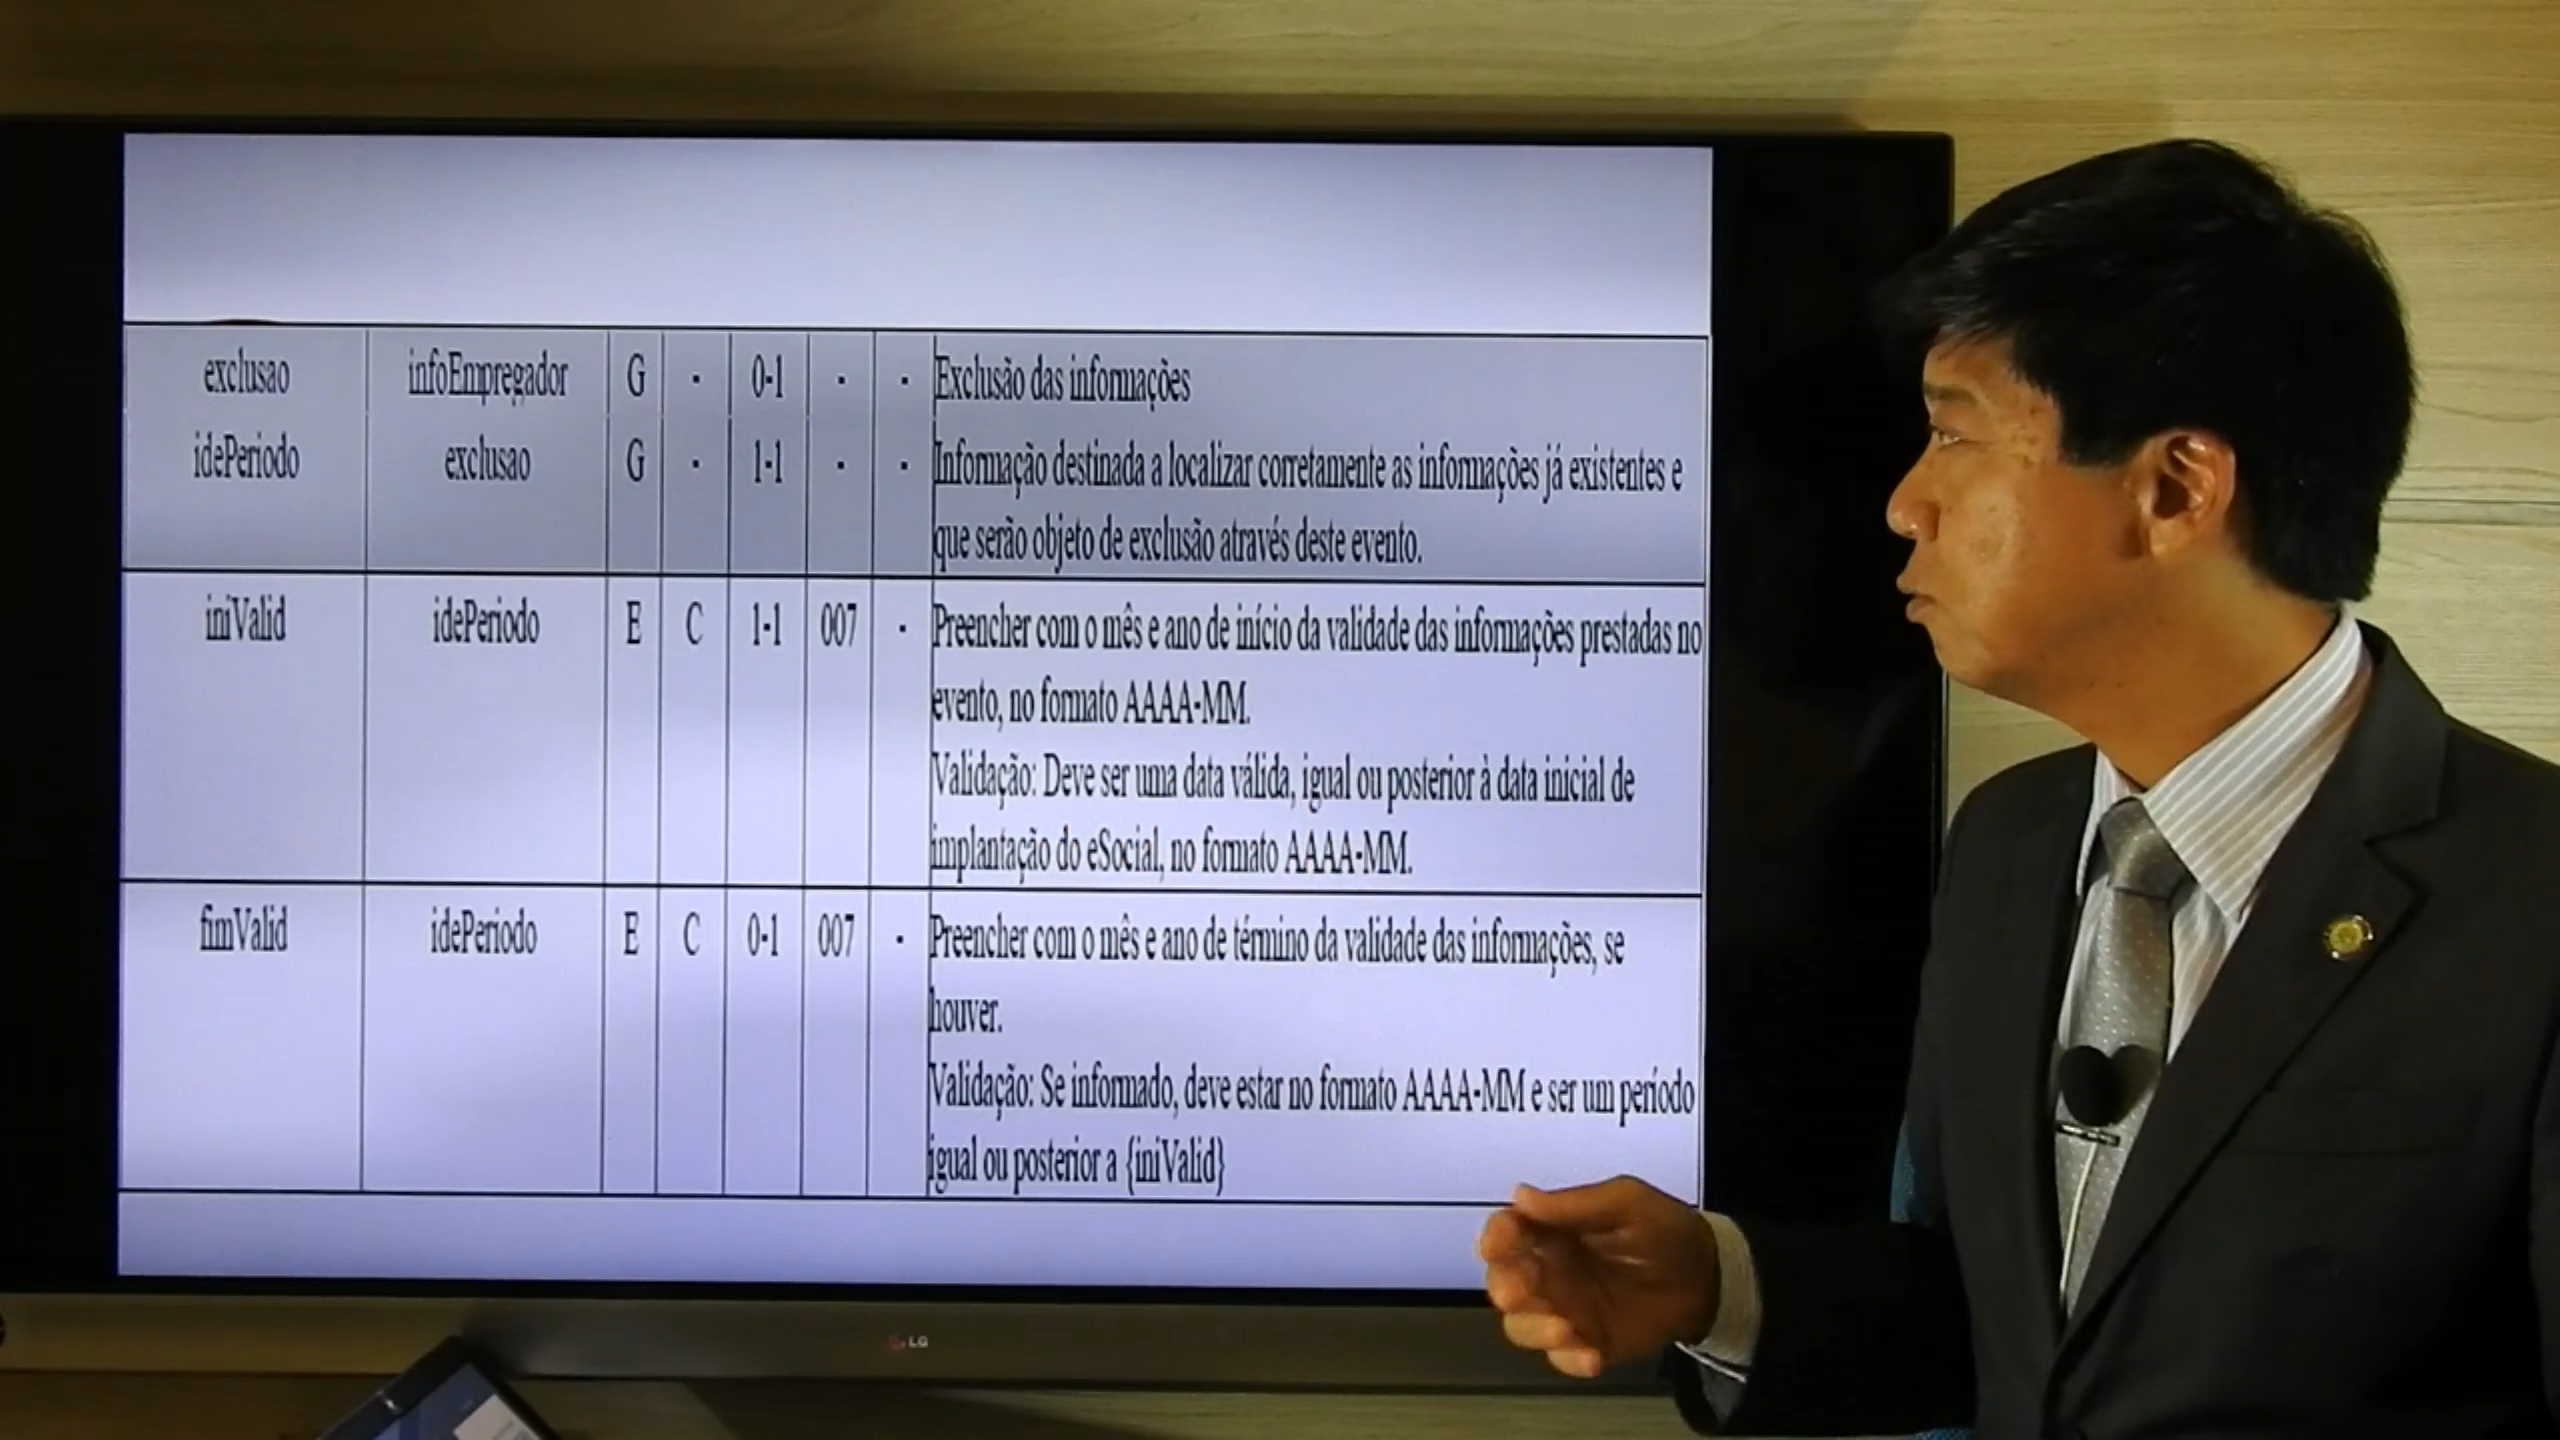 exclusao infoEmpregador G - 0-1 - - Exclusão das informações
idePeriodo exclusao G - 1-1 - - Informação destinada a localizar corretamente as informações já existentes e
que serão objeto de exclusão através deste evento.
iniValid idePeriodo E C 1-1 007 - Preencher com o mês e ano de início da validade das informações prestadas no
evento, no formato AAAA-MM.
Validação: Deve ser uma data válida, igual ou posterior à data inicial de
implantação do eSocial, no formato AAAA-MM.
fimValid idePeriodo E C 0-1 007 - Preencher com o mês e ano de término da validade das informações, se
houver.
Validação: Se informado, deve estar no formato AAAA-MM e ser um período
igual ou posterior a {iniValid}
LG